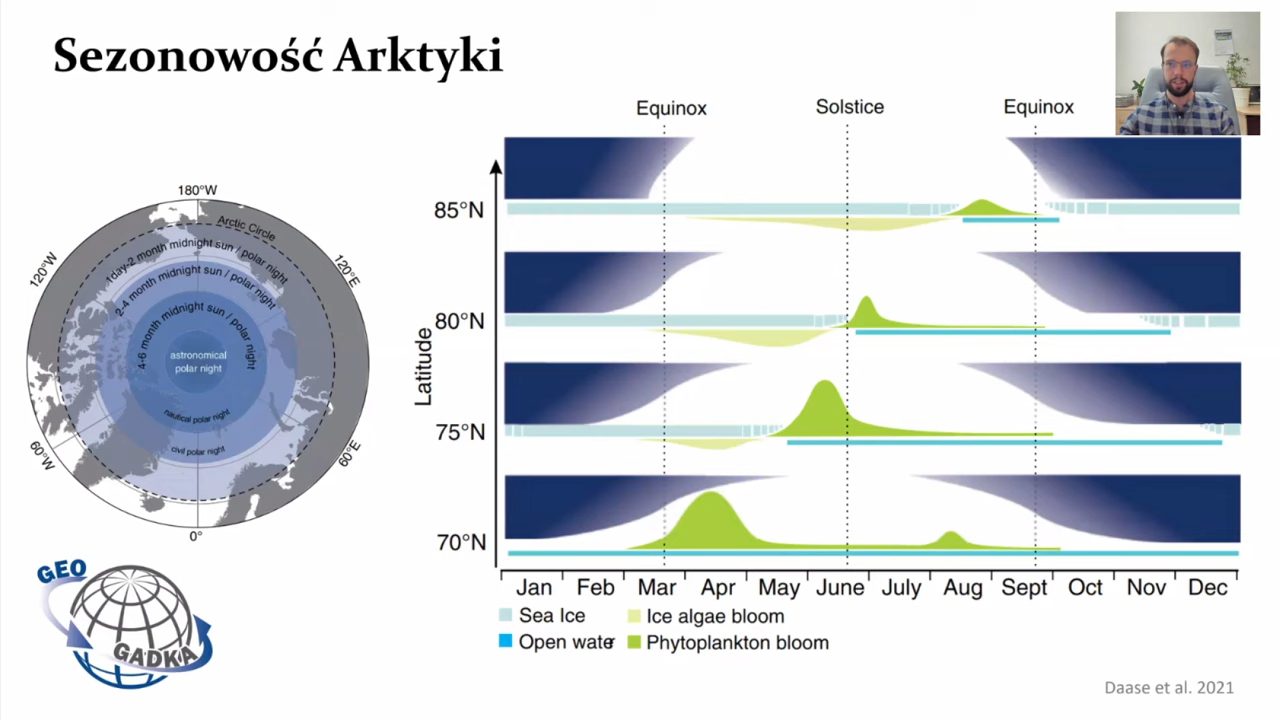 Sezonowość Arktyki
180°W
120°W
120°E
60°W
60°E
0°
Arctic Circle
1day-2 month midnight sun / polar night
2-4 month midnight sun / polar night
4-6 month midnight sun / polar night
astronomical
polar night
nautical polar night
civil polar night
GEO
GADKA
Equinox Solstice Equinox
Latitude
85°N
80°N
75°N
70°N
Jan Feb Mar Apr May June July Aug Sept Oct Nov Dec
Sea Ice Ice algae bloom
Open water Phytoplankton bloom
Daase et al. 2021